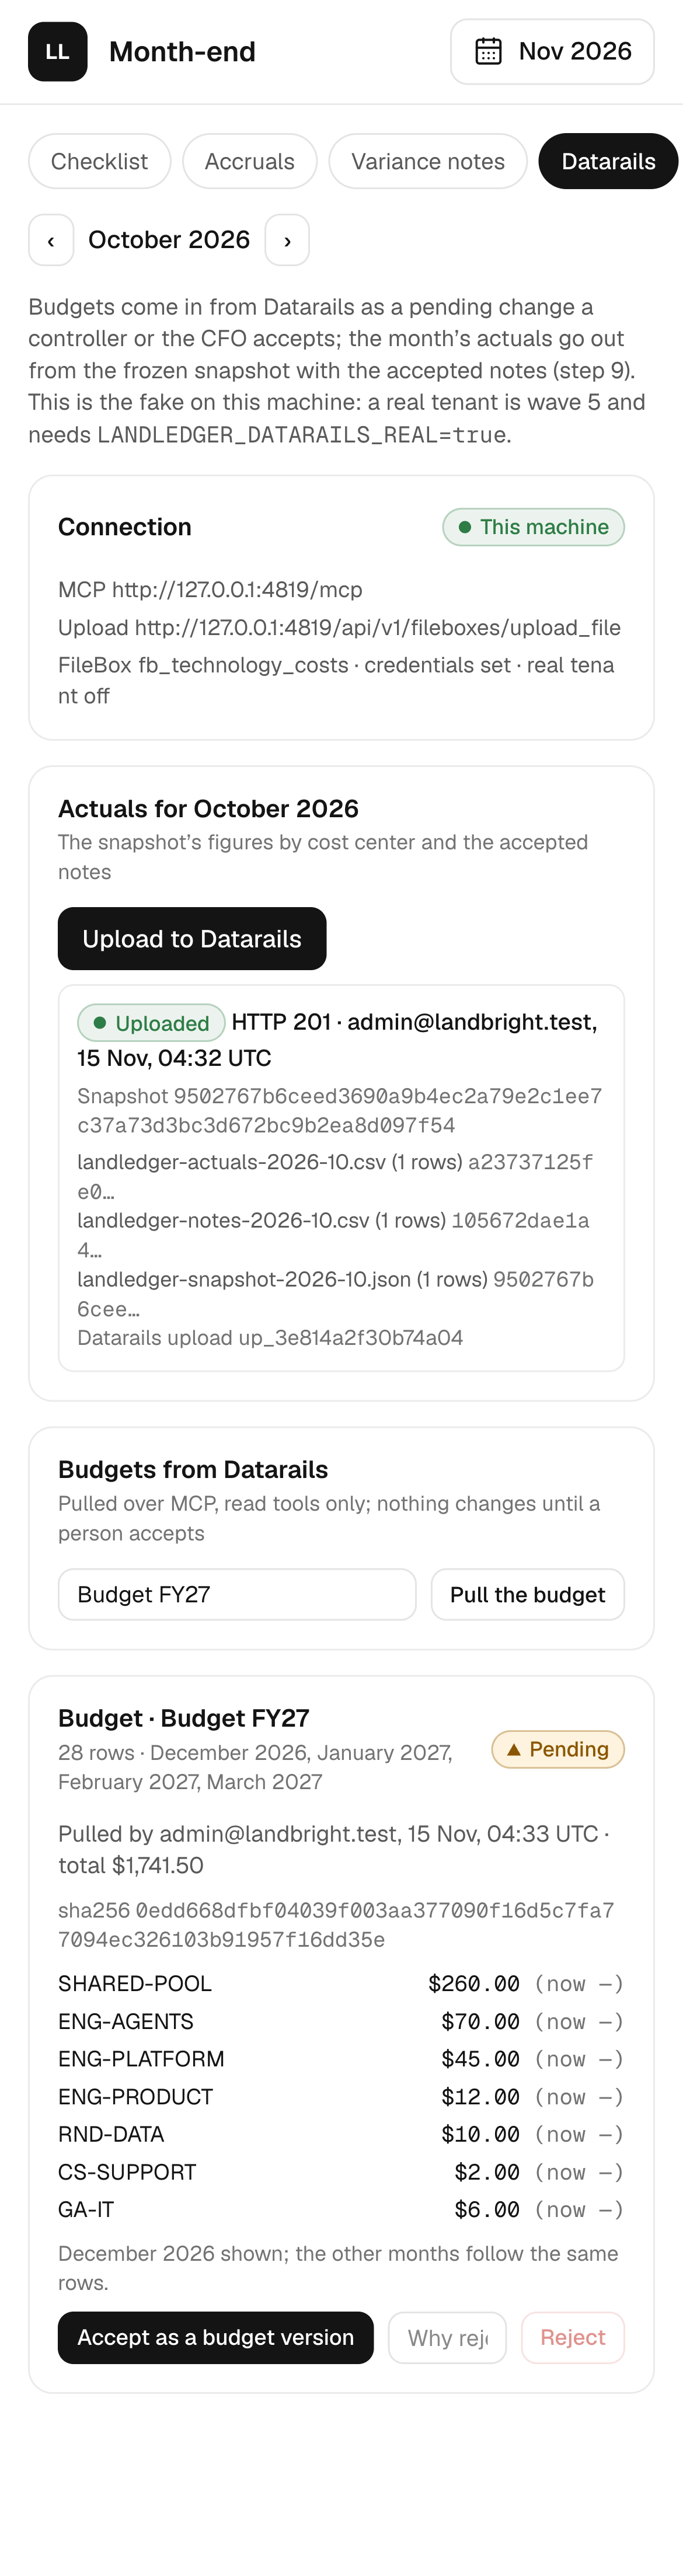 LL Month-end Nov 2026
Checklist Accruals Variance notes Datarails
‹ October 2026 ›
Budgets come in from Datarails as a pending change a
controller or the CFO accepts; the month’s actuals go out
from the frozen snapshot with the accepted notes (step 9).
This is the fake on this machine: a real tenant is wave 5 and
needs LANDLEDGER_DATARAILS_REAL=true.
Connection This machine
MCP http://127.0.0.1:4819/mcp
Upload http://127.0.0.1:4819/api/v1/fileboxes/upload_file
FileBox fb_technology_costs · credentials set · real tena
nt off
Actuals for October 2026
The snapshot’s figures by cost center and the accepted
notes
Upload to Datarails
Uploaded HTTP 201 · admin@landbright.test,
15 Nov, 04:32 UTC
Snapshot 9502767b6ceed3690a9b4ec2a79e2c1ee7
c37a73d3bc3d672bc9b2ea8d097f54
landledger-actuals-2026-10.csv (1 rows) a23737125f
e0…
landledger-notes-2026-10.csv (1 rows) 105672dae1a
4…
landledger-snapshot-2026-10.json (1 rows) 9502767b
6cee…
Datarails upload up_3e814a2f30b74a04
Budgets from Datarails
Pulled over MCP, read tools only; nothing changes until a
person accepts
Budget FY27 Pull the budget
Budget · Budget FY27
28 rows · December 2026, January 2027,
February 2027, March 2027
Pending
Pulled by admin@landbright.test, 15 Nov, 04:33 UTC ·
total $1,741.50
sha256 0edd668dfbf04039f003aa377090f16d5c7fa7
7094ec326103b91957f16dd35e
SHARED-POOL $260.00 (now —)
ENG-AGENTS $70.00 (now —)
ENG-PLATFORM $45.00 (now —)
ENG-PRODUCT $12.00 (now —)
RND-DATA $10.00 (now —)
CS-SUPPORT $2.00 (now —)
GA-IT $6.00 (now —)
December 2026 shown; the other months follow the same
rows.
Accept as a budget version Why rej Reject